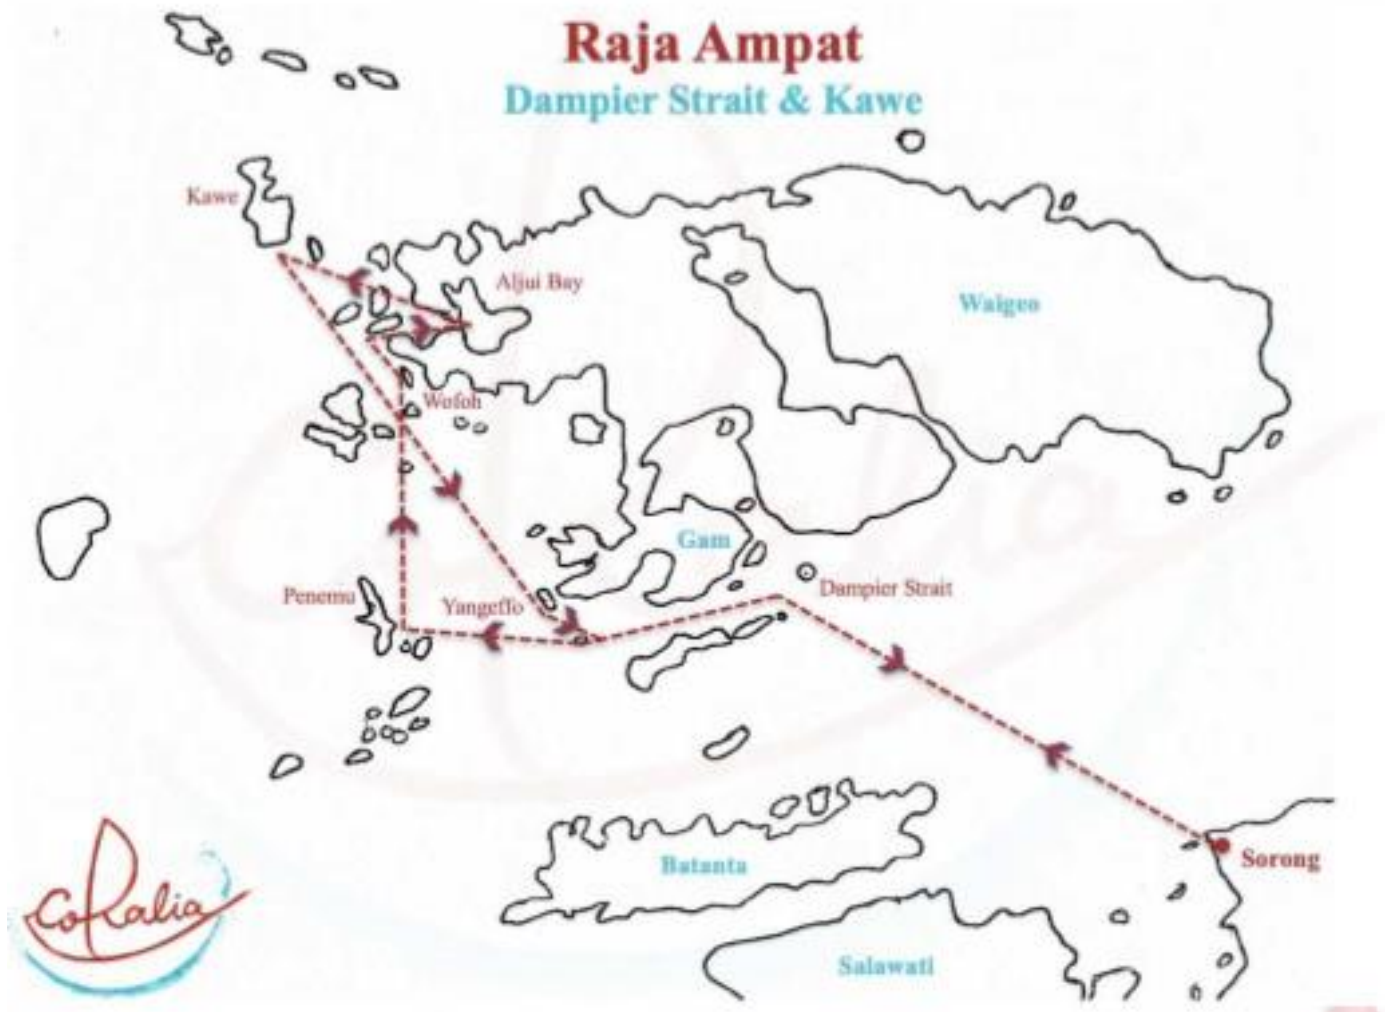 Raja Ampat
Dampier Strait & Kawe
Kawe
Aljui Bay
Waigeo
Wofoh
Gam
Dampier Strait
Penemu
Yangeffo
Sorong
Batanta
Salawati
coRalia